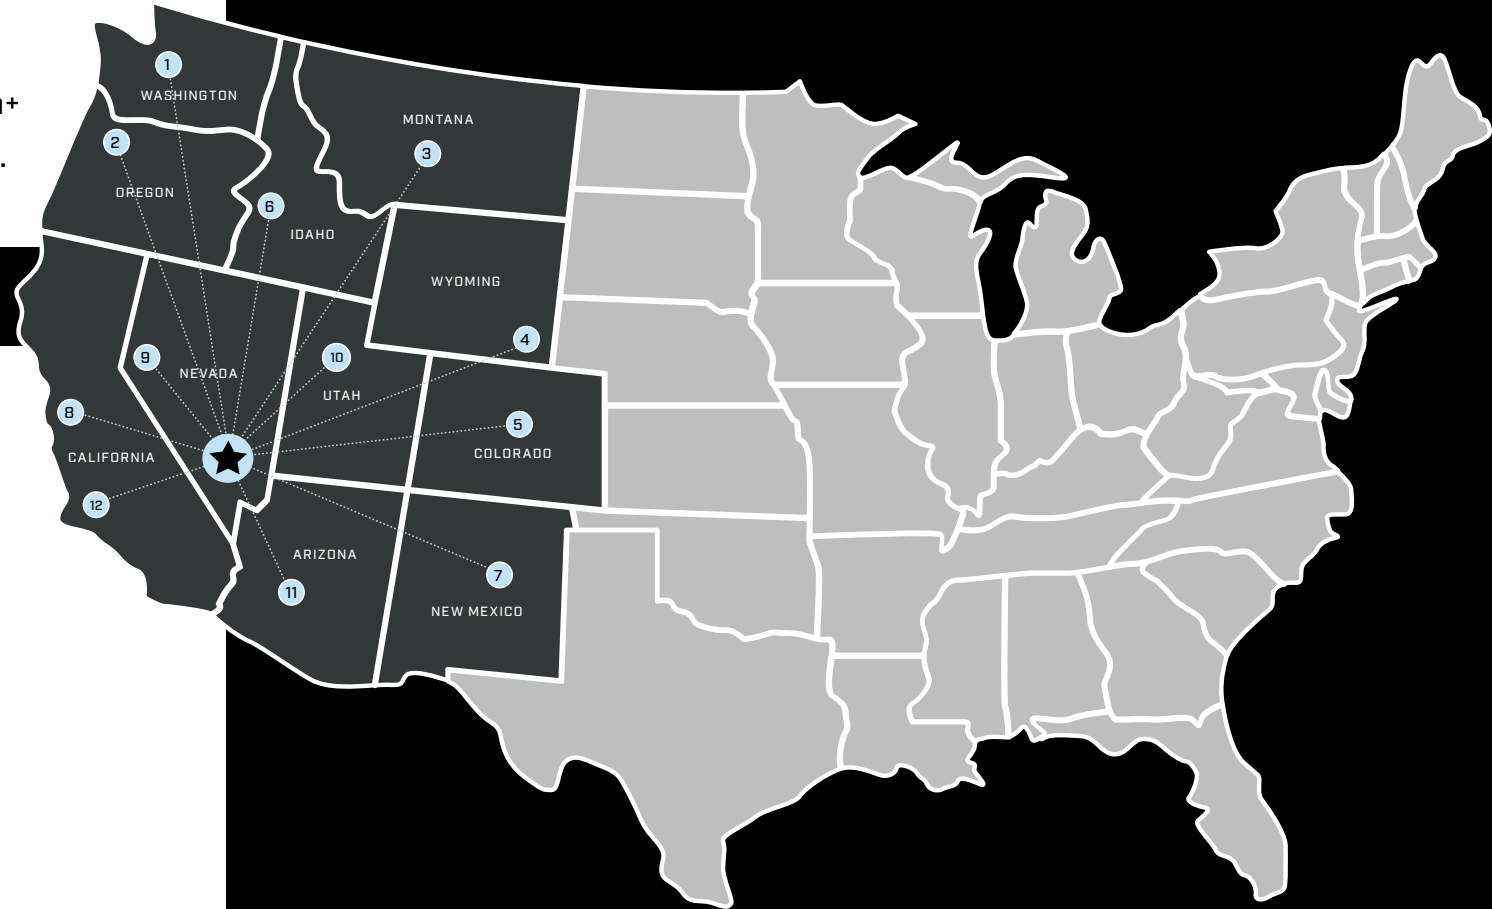 1
WASHINGTON
+
2
MONTANA
3
.
OREGON
6
IDAHO
WYOMING
4
9
10
NEVADA
UTAH
8
5
CALIFORNIA
COLORADO
12
ARIZONA
7
11
NEW MEXICO